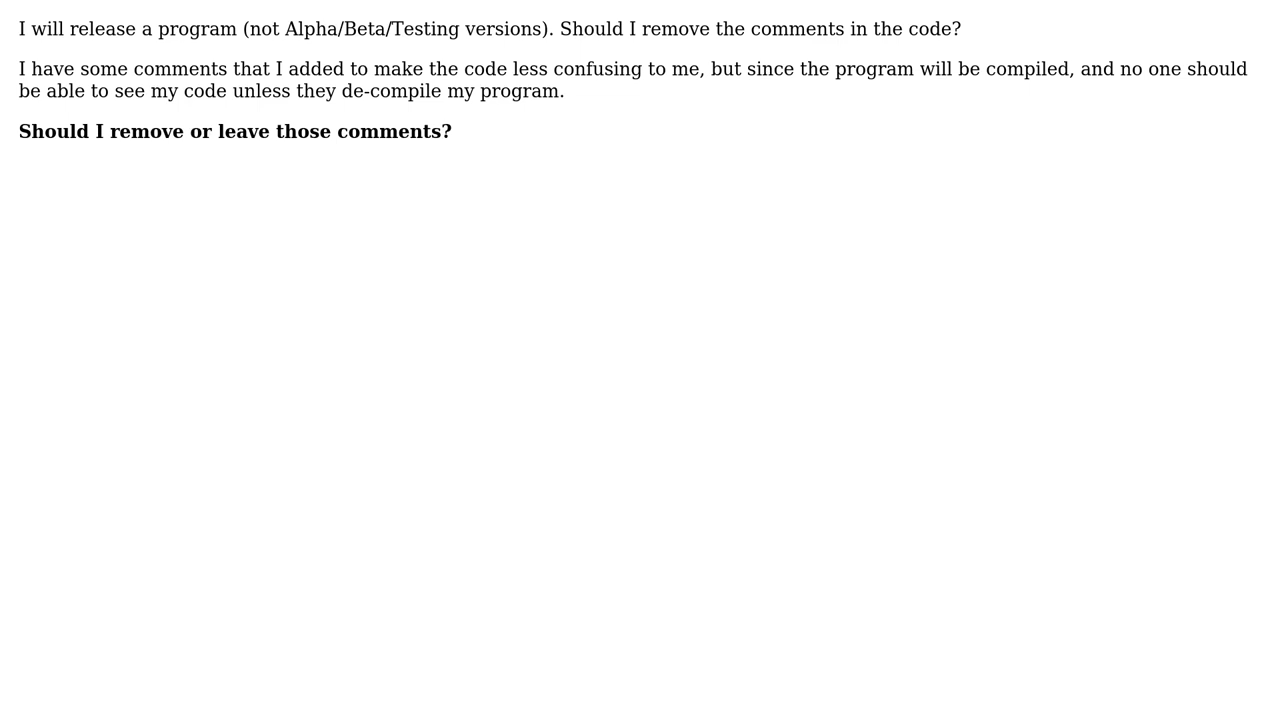 I will release a program (not Alpha/Beta/Testing versions). Should I remove the comments in the code?
I have some comments that I added to make the code less confusing to me, but since the program will be compiled, and no one should
be able to see my code unless they de-compile my program.
Should I remove or leave those comments?